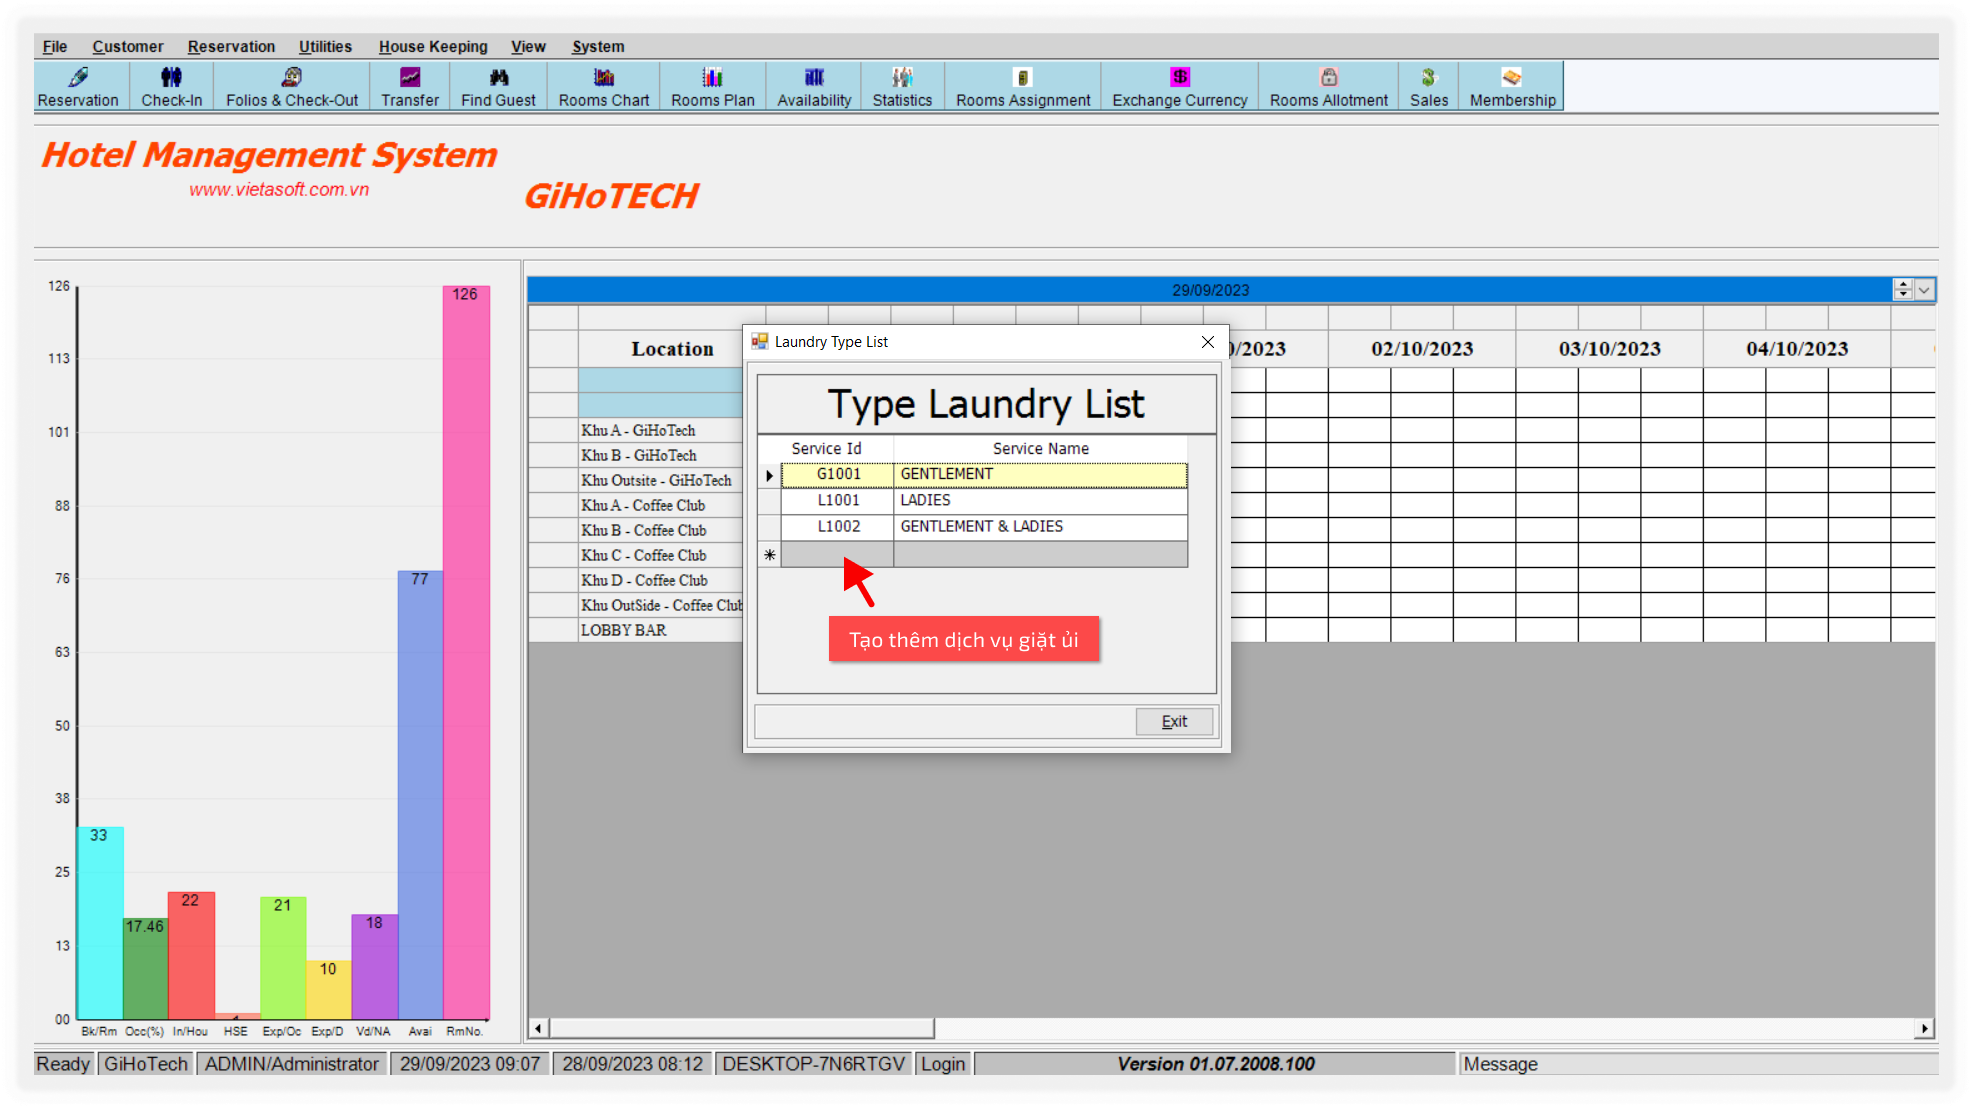 File Customer Reservation Utilities House Keeping View System
Reservation Check-In Folios & Check-Out Transfer Find Guest Rooms Chart Rooms Plan Availability Statistics Rooms Assignment Exchange Currency Rooms Allotment Sales Membership
Hotel Management System
www.vietasoft.com.vn
GiHoTECH
126
113
101
88
76
63
50
38
25
13
00
126
77
33
17.46
22
21
10
18
Bk/Rm Occ(%) In/Hou HSE Exp/Oc Exp/D Vd/NA Avai RmNo.
29/09/2023
Location /2023 02/10/2023 03/10/2023 04/10/2023
Khu A - GiHoTech
Khu B - GiHoTech
Khu Outsite - GiHoTech
Khu A - Coffee Club
Khu B - Coffee Club
Khu C - Coffee Club
Khu D - Coffee Club
Khu OutSide - Coffee Club
LOBBY BAR
Laundry Type List
Type Laundry List
Service Id Service Name
G1001 GENTLEMENT
L1001 LADIES
L1002 GENTLEMENT & LADIES
Tạo thêm dịch vụ giặt ủi
Exit
Ready GiHoTech ADMIN/Administrator 29/09/2023 09:07 28/09/2023 08:12 DESKTOP-7N6RTGV Login Version 01.07.2008.100 Message